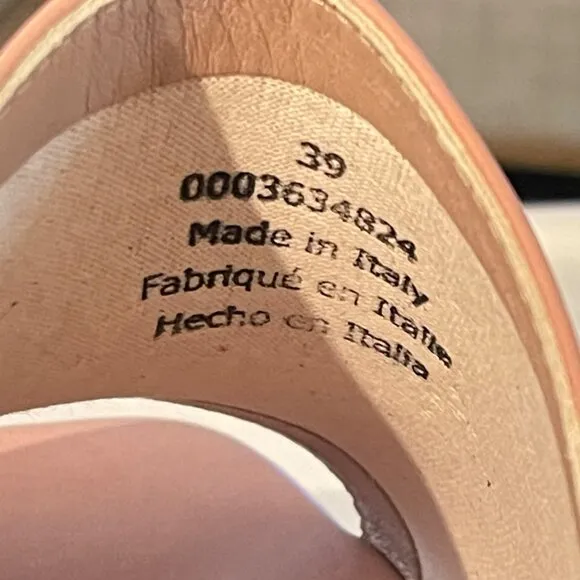 39
0003634824
Made in Italy
Fabriqué en Italie
Hecho en Italia